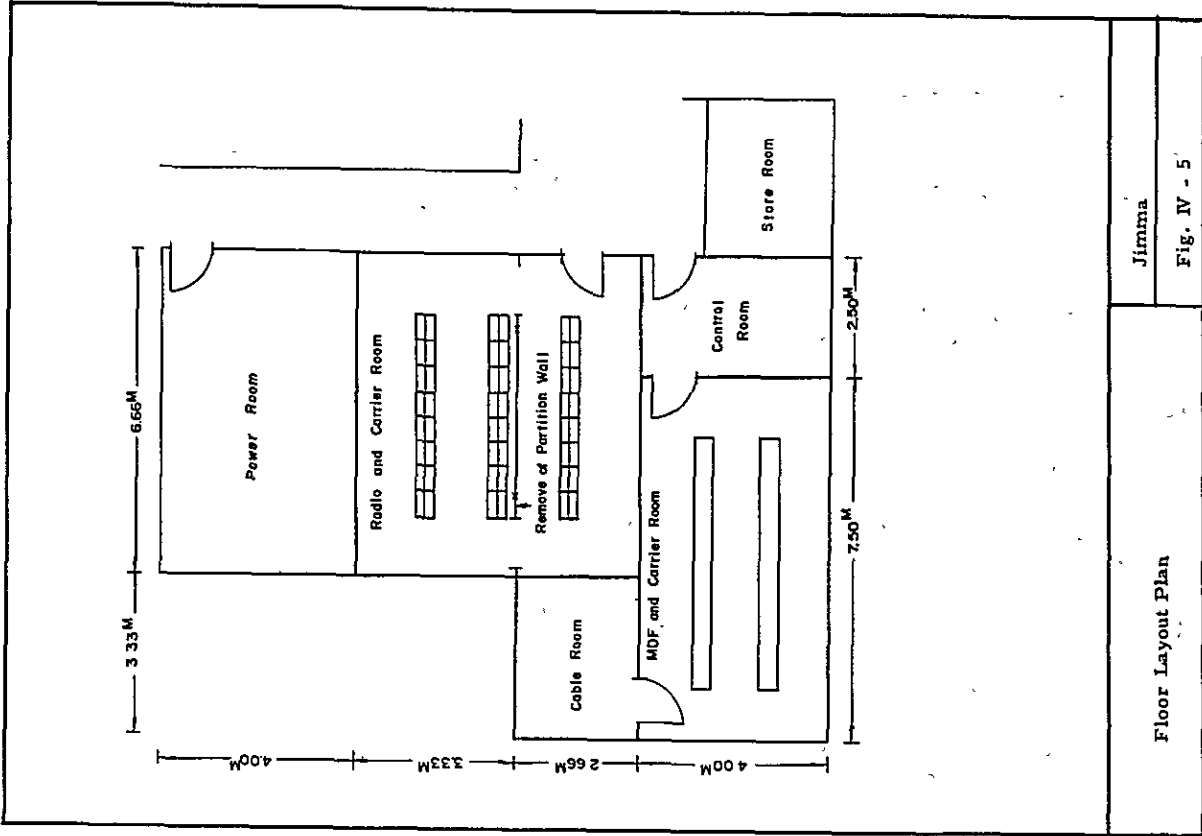 3 33M
6.66M
4.00M
3.33M
2 66M
4 00M
Power Room
Radio and Carrier Room
Remove of Partition Wall
Cable Room
MDF and Carrier Room
Control
Room
Store Room
7.50M
2.50M
Floor Layout Plan
Jimma
Fig. IV - 5